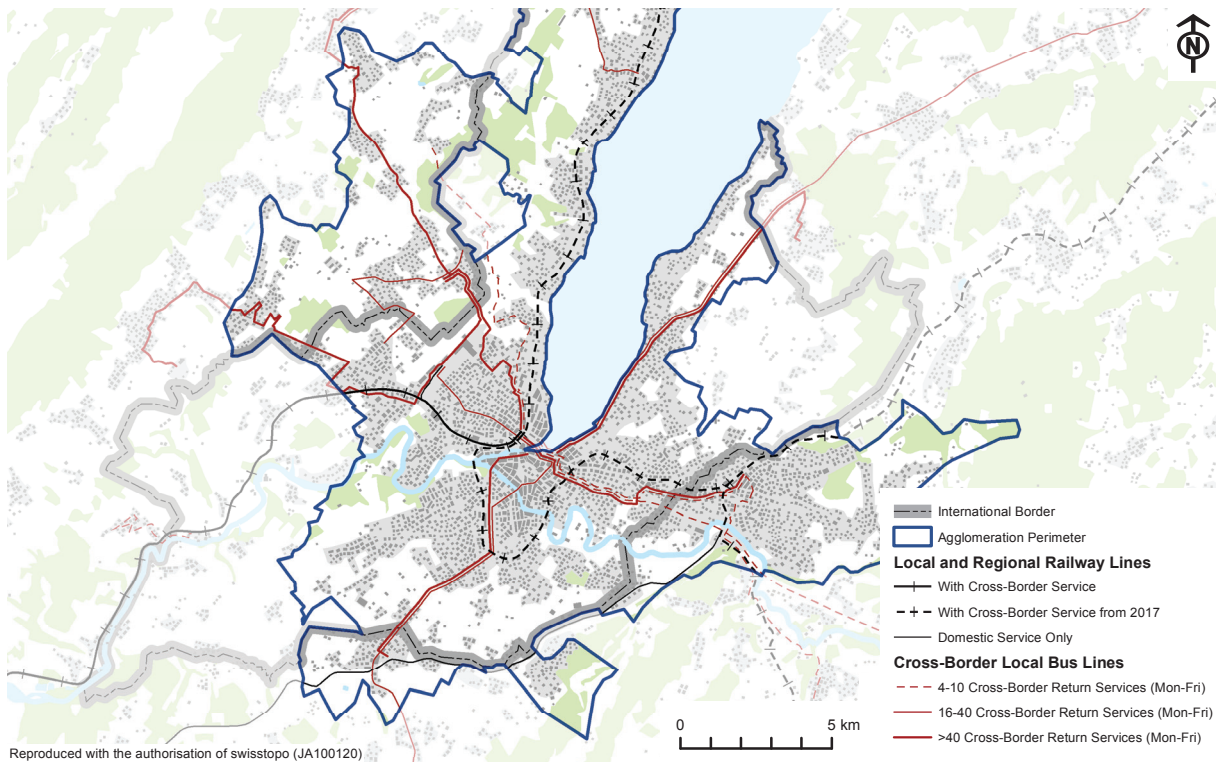 N
International Border
Agglomeration Perimeter
Local and Regional Railway Lines
With Cross-Border Service
With Cross-Border Service from 2017
Domestic Service Only
Cross-Border Local Bus Lines
4-10 Cross-Border Return Services (Mon-Fri)
16-40 Cross-Border Return Services (Mon-Fri)
>40 Cross-Border Return Services (Mon-Fri)
0 5 km
Reproduced with the authorisation of swisstopo (JA100120)